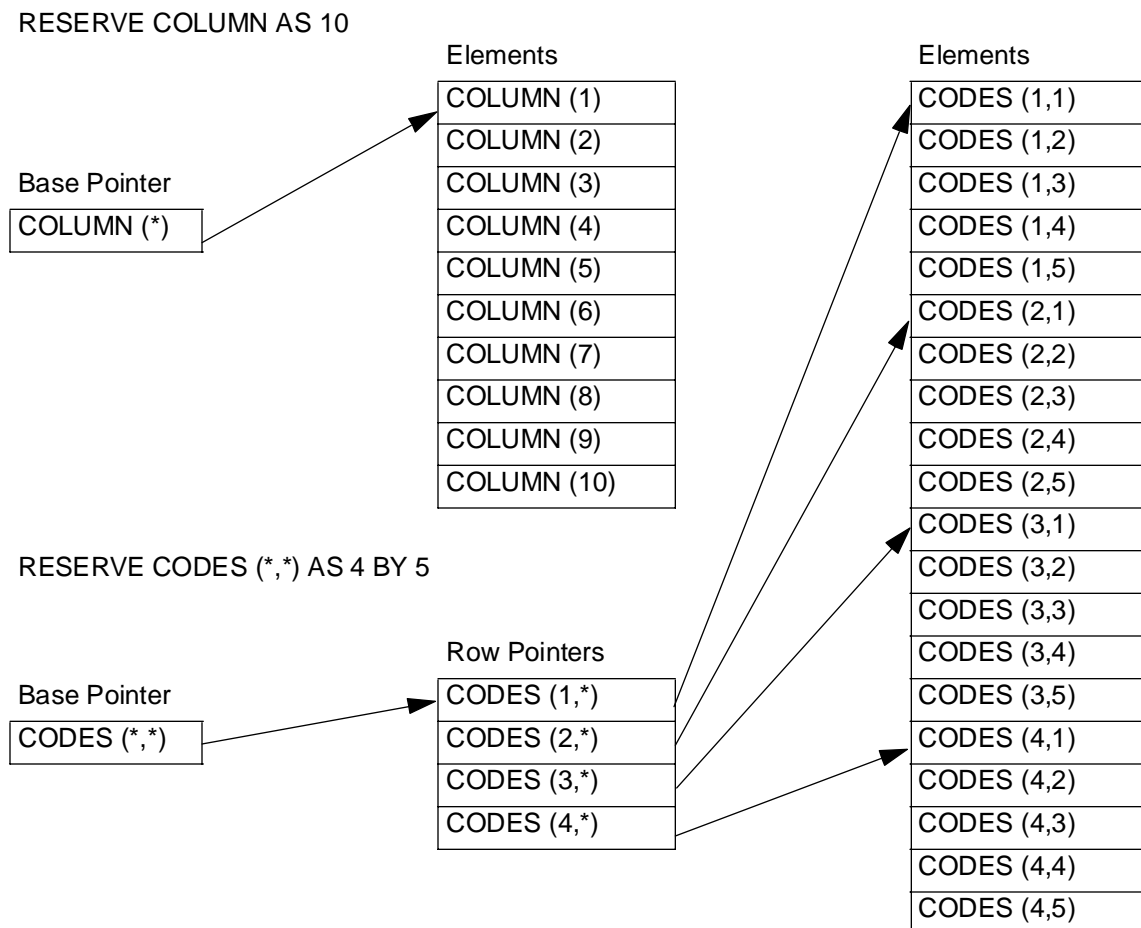 RESERVE COLUMN AS 10
Elements
COLUMN (1)
COLUMN (2)
COLUMN (3)
COLUMN (4)
COLUMN (5)
COLUMN (6)
COLUMN (7)
COLUMN (8)
COLUMN (9)
COLUMN (10)
Base Pointer
COLUMN (*)
RESERVE CODES (*,*) AS 4 BY 5
Base Pointer
CODES (*,*)
Row Pointers
CODES (1,*)
CODES (2,*)
CODES (3,*)
CODES (4,*)
Elements
CODES (1,1)
CODES (1,2)
CODES (1,3)
CODES (1,4)
CODES (1,5)
CODES (2,1)
CODES (2,2)
CODES (2,3)
CODES (2,4)
CODES (2,5)
CODES (3,1)
CODES (3,2)
CODES (3,3)
CODES (3,4)
CODES (3,5)
CODES (4,1)
CODES (4,2)
CODES (4,3)
CODES (4,4)
CODES (4,5)